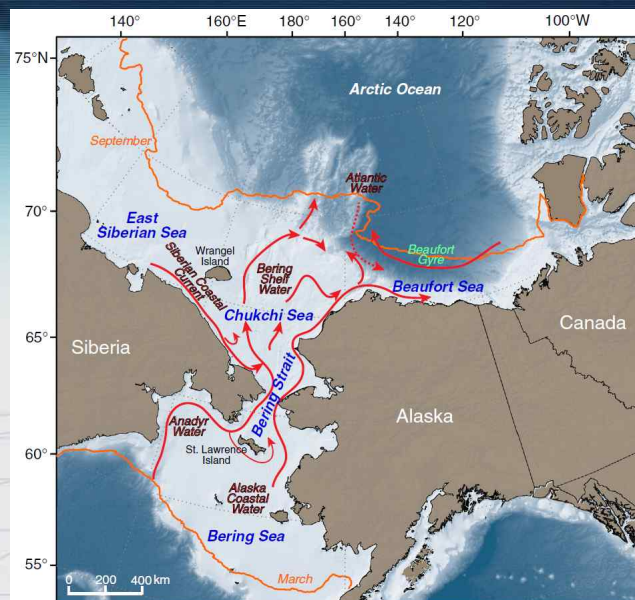 140°
160°E
180°
160°
140°
120°
100°W
75°N
70°
65°
60°
55°
Arctic Ocean
September
Atlantic
Water
East
Siberian Sea
Wrangel
Island
Beaufort
Gyre
Siberian Coastal
Current
Bering
Shelf
Water
Beaufort Sea
Chukchi Sea
Canada
Siberia
Bering Strait
Alaska
Anadyr
Water
St. Lawrence
Island
Alaska
Coastal
Water
Bering Sea
March
0 200 400 km